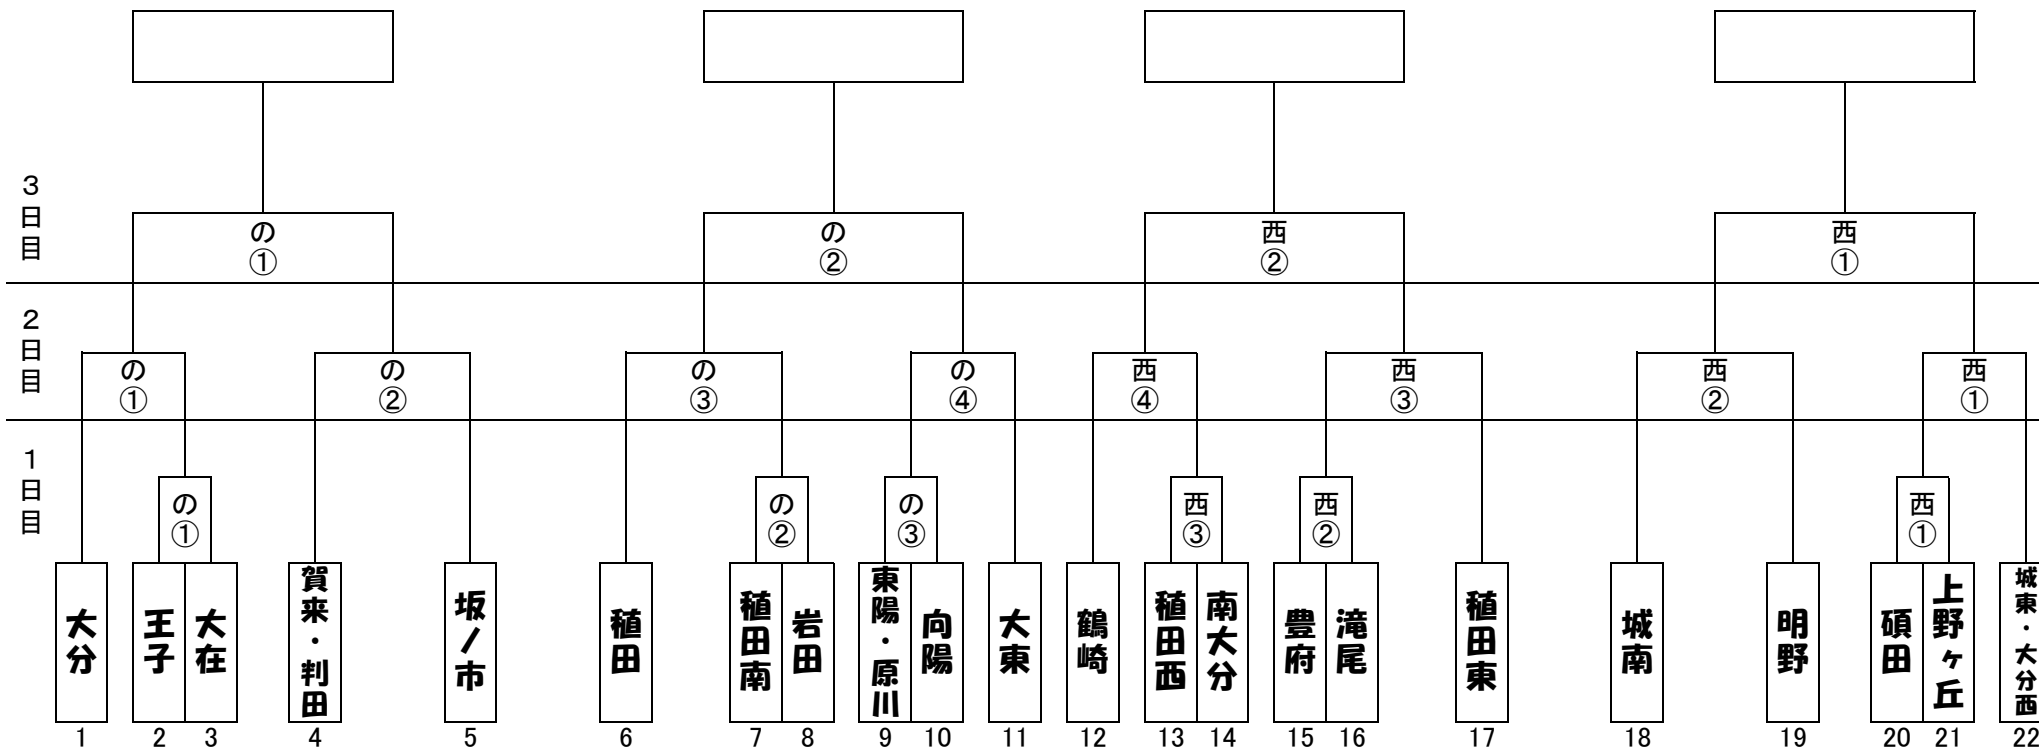 3日目
の① の② 西② 西①
2日目
の① の② の③ の④ 西④ 西③ 西② 西①
1日目
の① の② の③ 西③ 西② 西①
大分 王子 大在 賀来・判田 坂ノ市 稙田 稙田南 岩田 東陽・原川 向陽 大東 鶴崎 稙田西 南大分 豊府 滝尾 稙田東 城南 明野 碩田 上野ヶ丘 城東・大分西
1 2 3 4 5 6 7 8 9 10 11 12 13 14 15 16 17 18 19 20 21 22